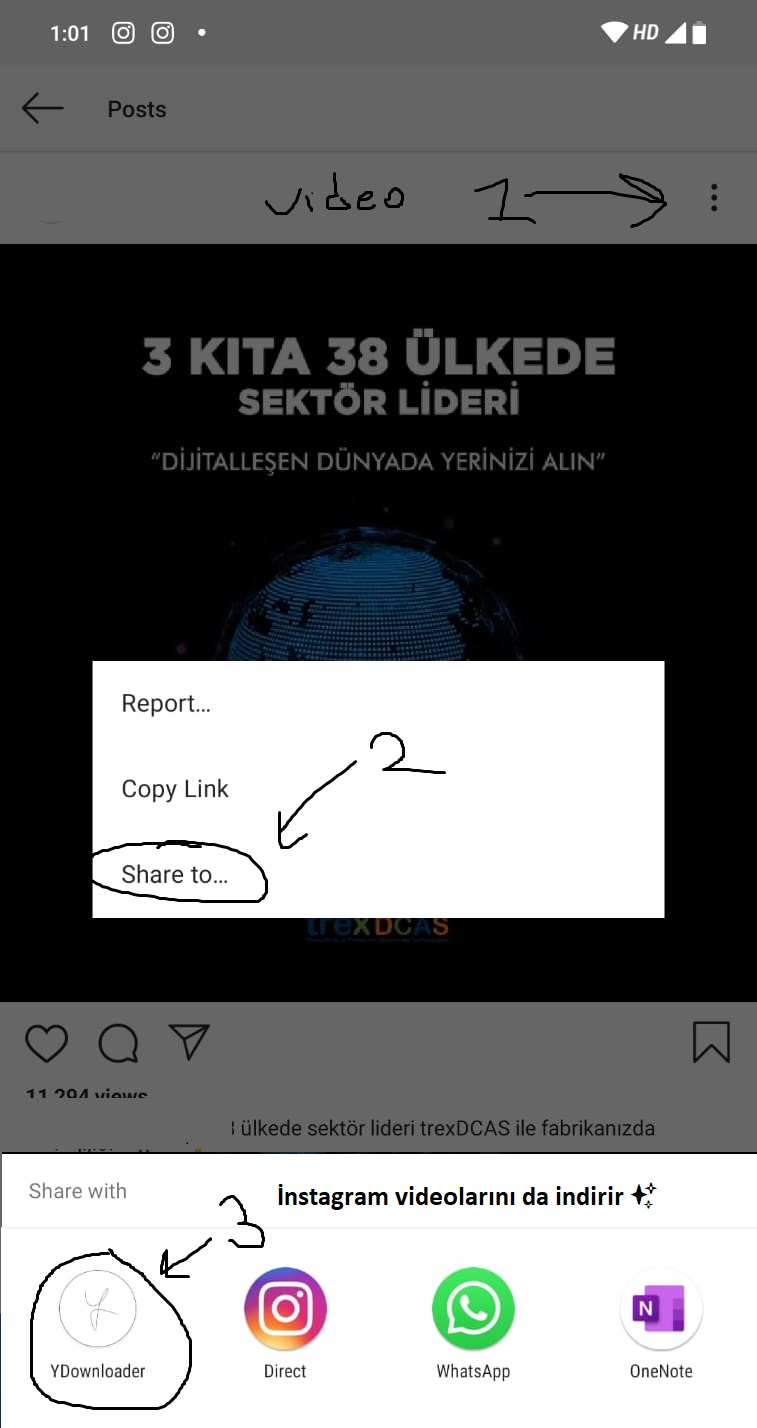 1:01 HD
Posts
video 1
3 KITA 38 ÜLKEDE
SEKTÖR LİDERİ
“DİJİTALLEŞEN DÜNYADA YERİNİZİ ALIN”
Report...
2
Copy Link
Share to...
trexDCAS
11.294 views
ülkede sektör lideri trexDCAS ile fabrikanızda
Share with
3
İnstagram videolarını da indirir
Y
N
YDownloader Direct WhatsApp OneNote